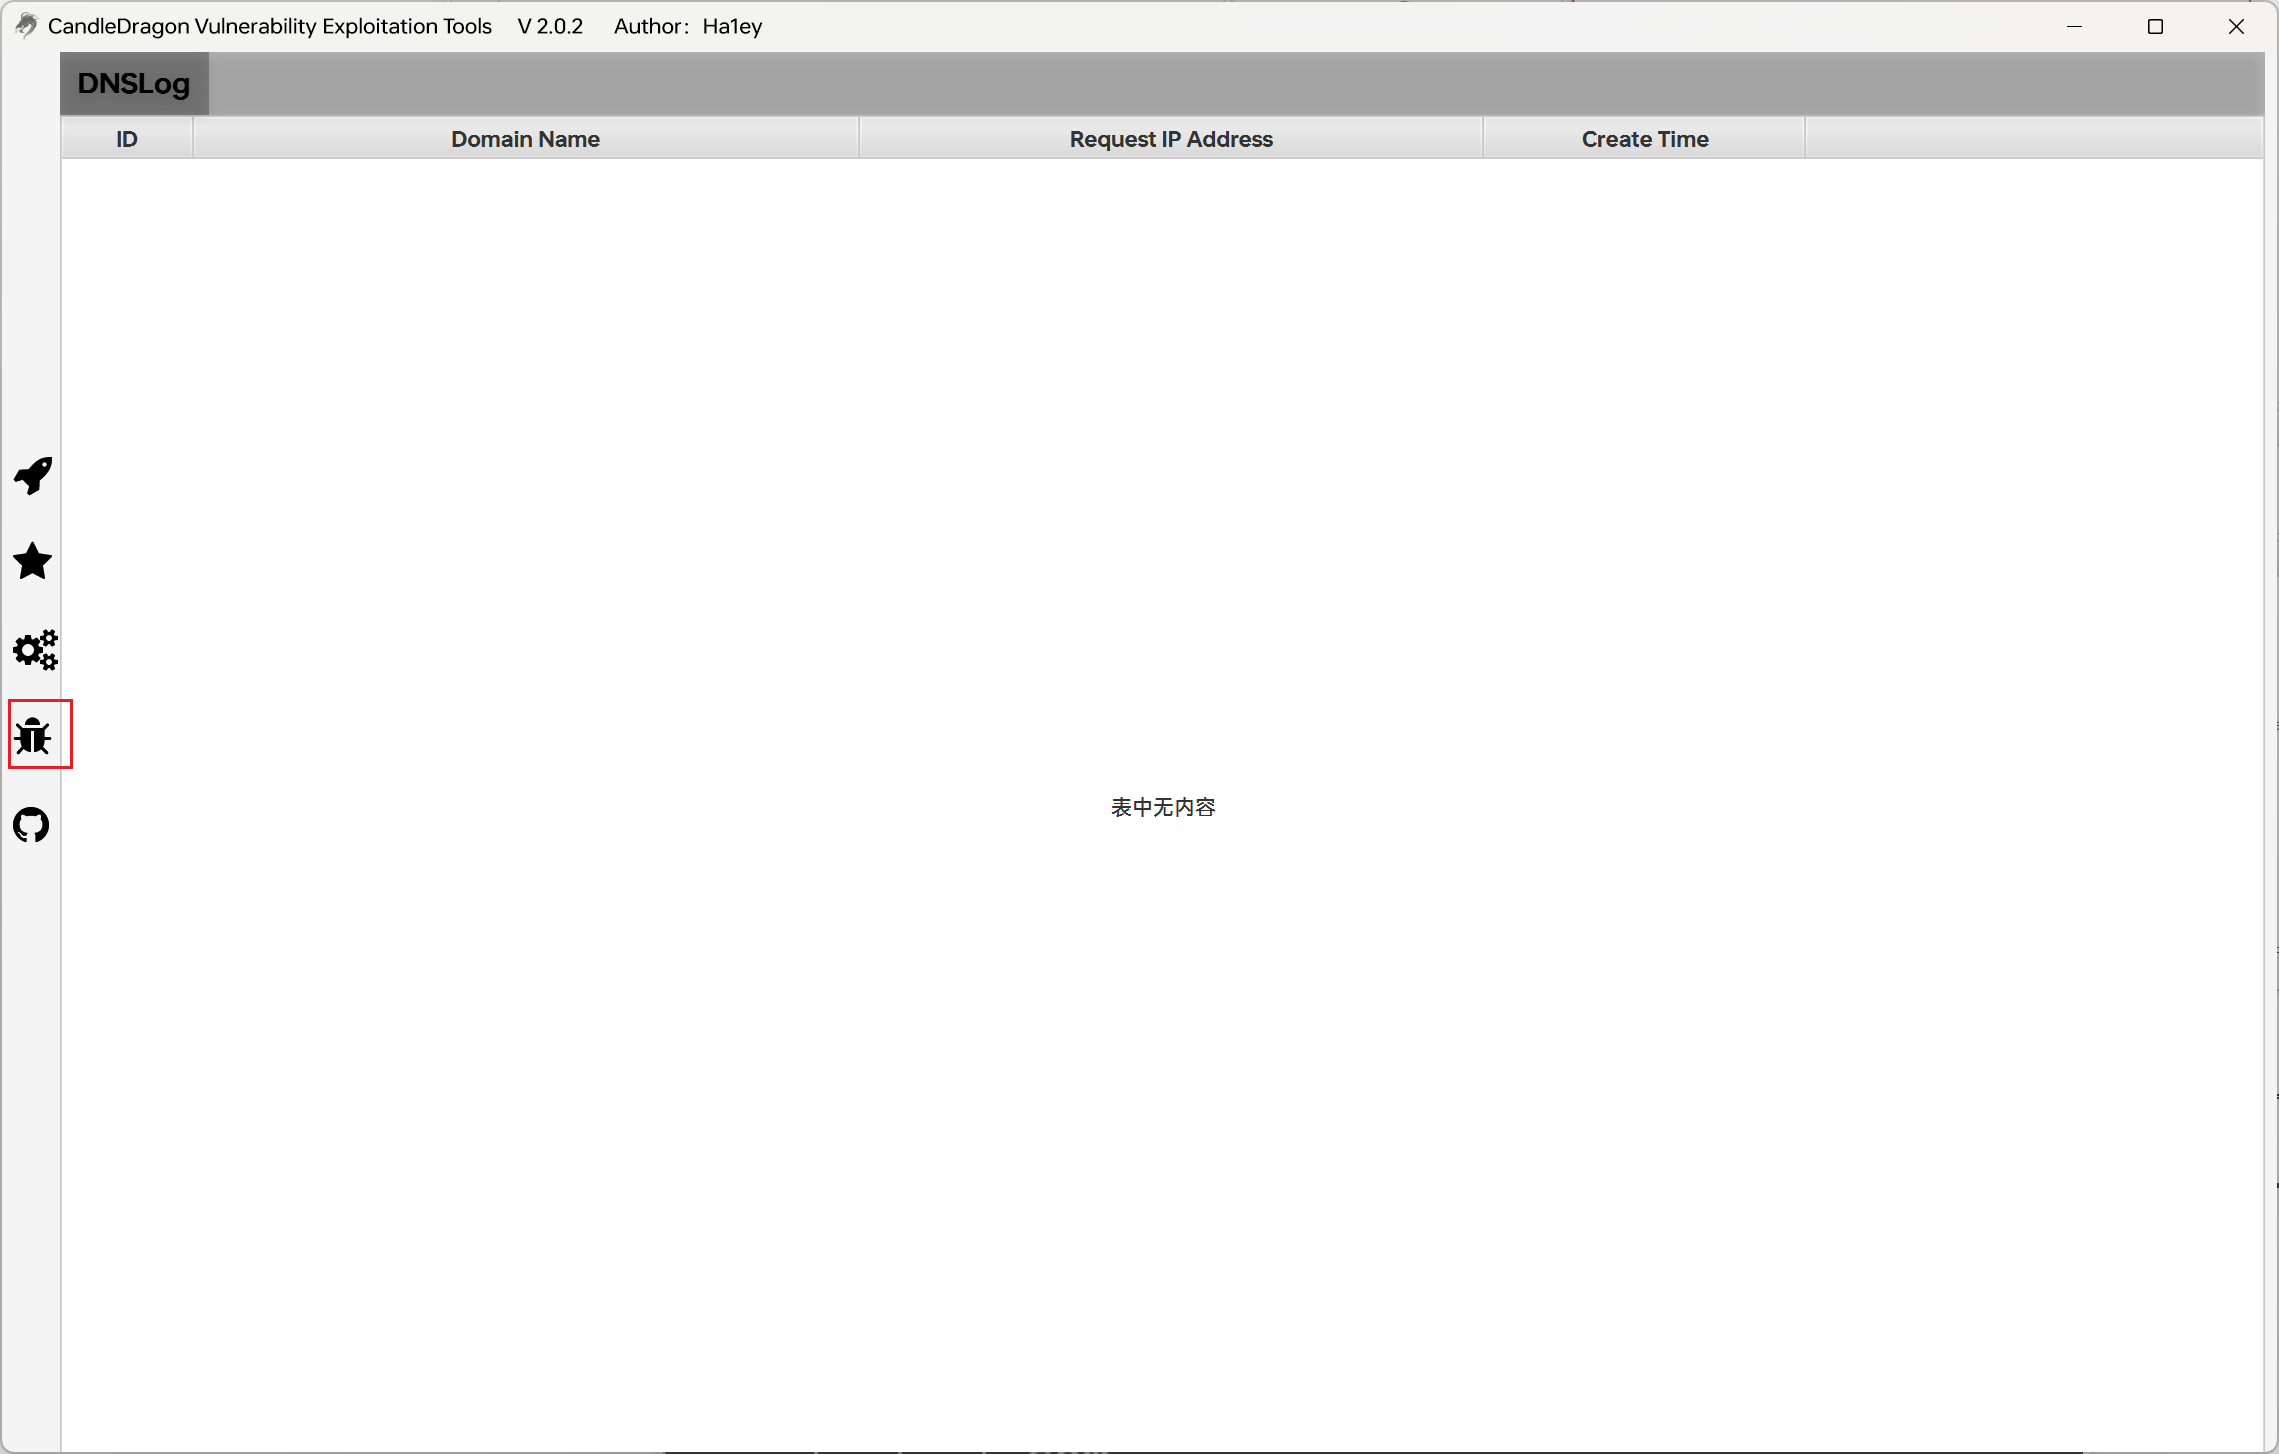 CandleDragon Vulnerability Exploitation Tools V 2.0.2 Author：Ha1ey
DNSLog
ID Domain Name Request IP Address Create Time
表中无内容